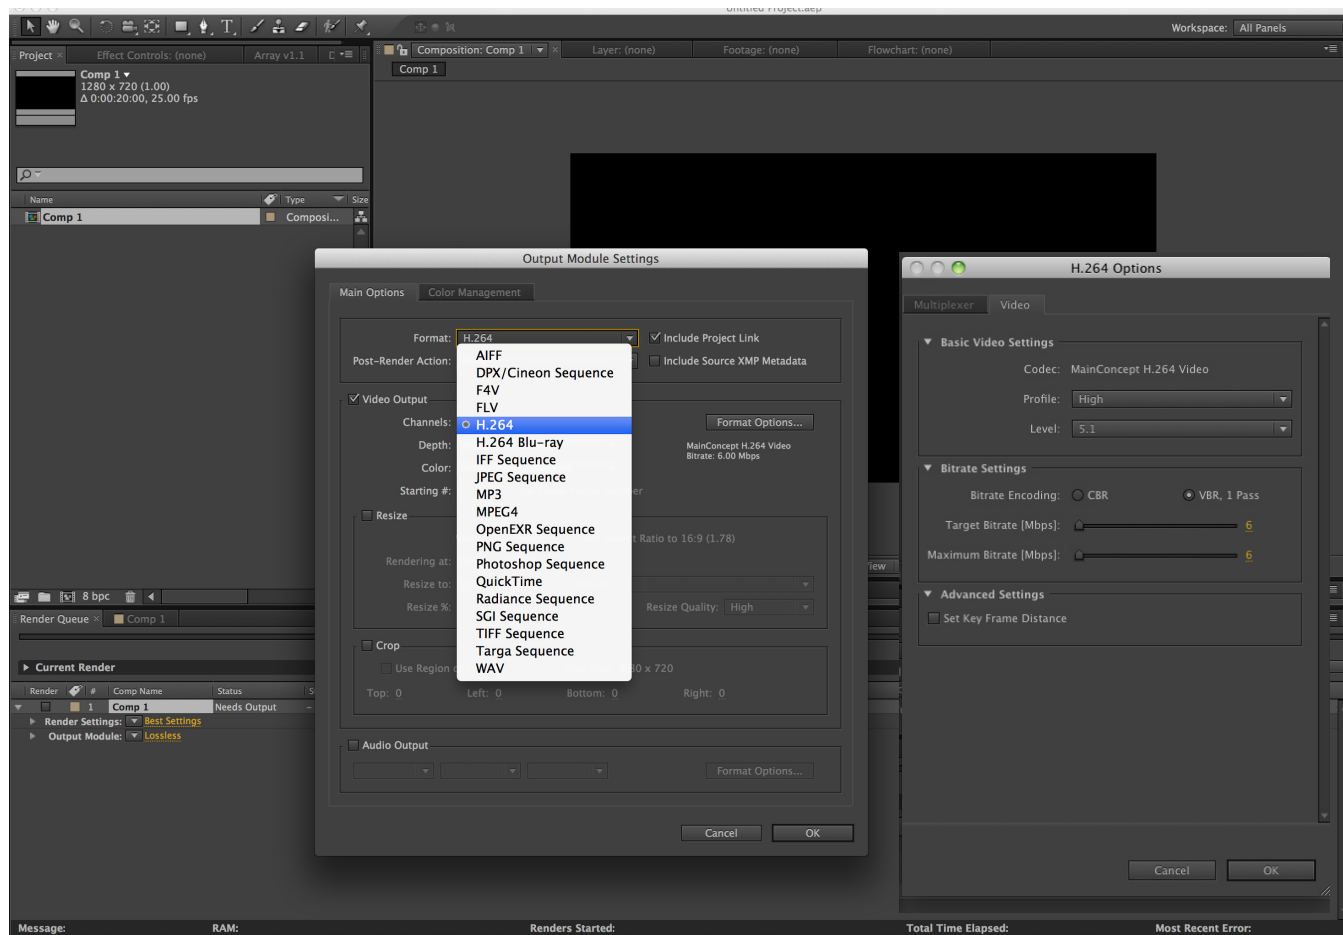 Untitled Project.aep
Workspace: All Panels
Project × Effect Controls: (none) Array v1.1
Composition: Comp 1 × Layer: (none) Footage: (none) Flowchart: (none)
Comp 1
Comp 1
1280 x 720 (1.00)
Δ 0:00:20:00, 25.00 fps
Name Type Size
Comp 1 Composi...
8 bpc
Output Module Settings
Main Options Color Management
Format: H.264 Include Project Link
Post-Render Action: Include Source XMP Metadata
AIFF
DPX/Cineon Sequence
F4V
FLV
H.264
H.264 Blu-ray
IFF Sequence
JPEG Sequence
MP3
MPEG4
OpenEXR Sequence
PNG Sequence
Photoshop Sequence
QuickTime
Radiance Sequence
SGI Sequence
TIFF Sequence
Targa Sequence
WAV
Video Output
Channels: Format Options...
Depth: MainConcept H.264 Video
Bitrate: 6.00 Mbps
Color:
Starting #:
Resize
Ratio to 16:9 (1.78)
Rendering at:
Resize to:
Resize %: Resize Quality: High
Crop
Use Region 80 x 720
Top: 0 Left: 0 Bottom: 0 Right: 0
Audio Output
Format Options...
Cancel OK
H.264 Options
Multiplexer Video
Basic Video Settings
Codec: MainConcept H.264 Video
Profile: High
Level: 5.1
Bitrate Settings
Bitrate Encoding: CBR VBR, 1 Pass
Target Bitrate [Mbps]: 6
Maximum Bitrate [Mbps]: 6
Advanced Settings
Set Key Frame Distance
Cancel OK
Render Queue × Comp 1
Current Render
Render # Comp Name Status
1 Comp 1 Needs Output
Render Settings: Best Settings
Output Module: Lossless
Message: RAM: Renders Started: Total Time Elapsed: Most Recent Error: